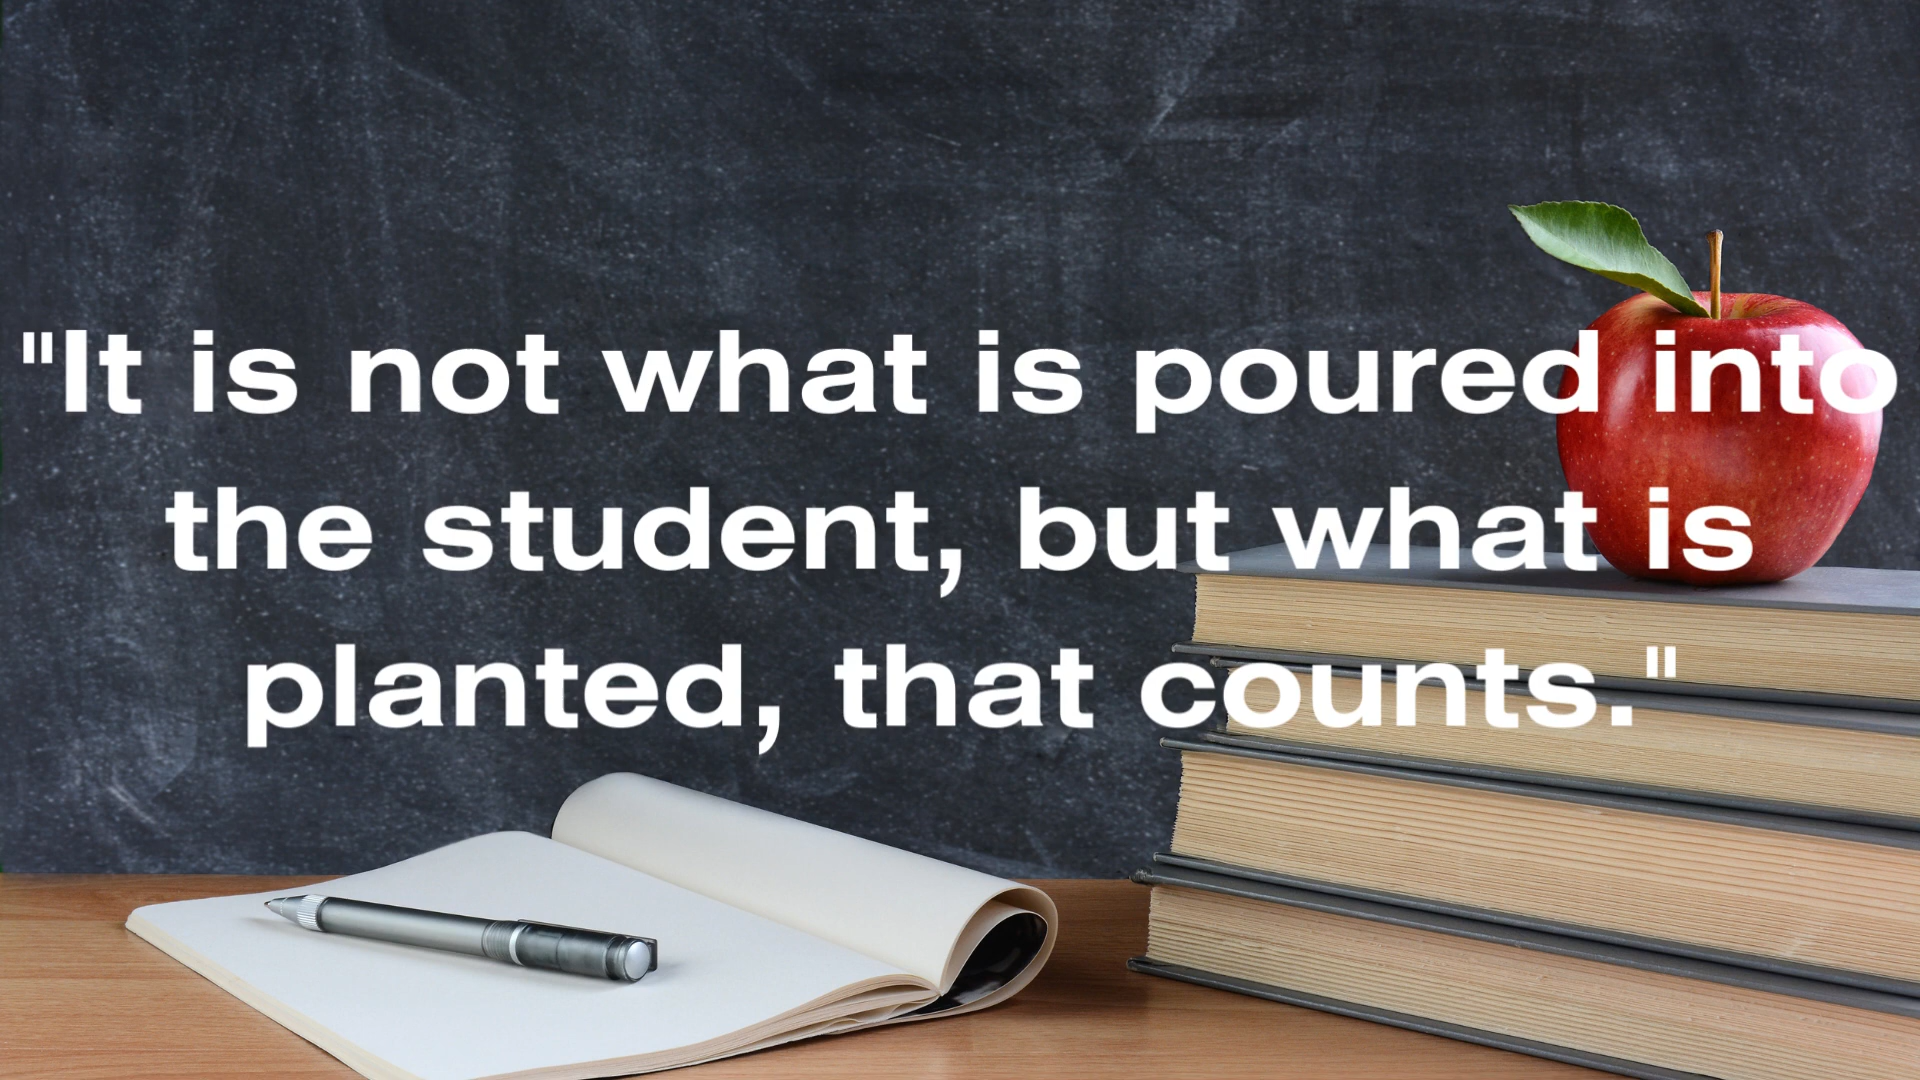 "It is not what is poured into
the student, but what is
planted, that counts."